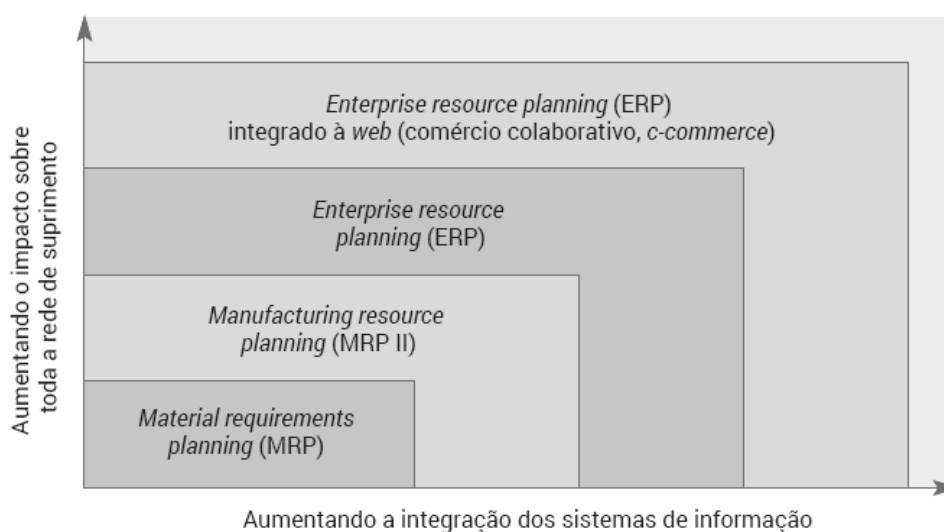 Enterprise resource planning (ERP)
integrado à web (comércio colaborativo, c-commerce)
Enterprise resource
planning (ERP)
Manufacturing resource
planning (MRP II)
Material requirements
planning (MRP)
Aumentando o impacto sobre
toda a rede de suprimento
Aumentando a integração dos sistemas de informação